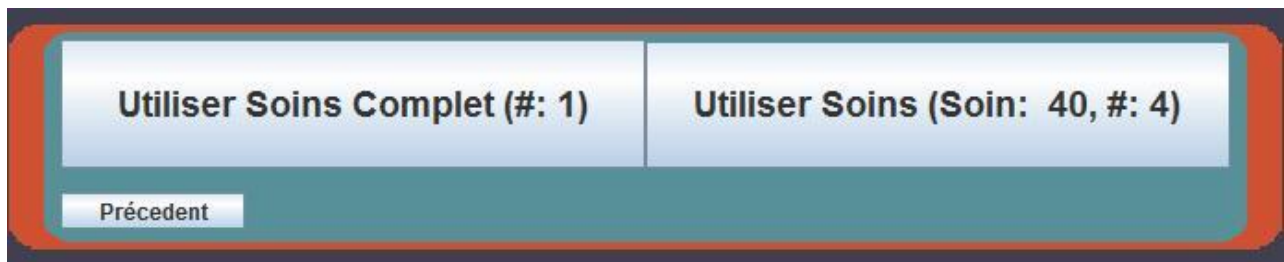 Utiliser Soins Complet (#: 1)
Utiliser Soins (Soin:  40, #: 4)
Précedent